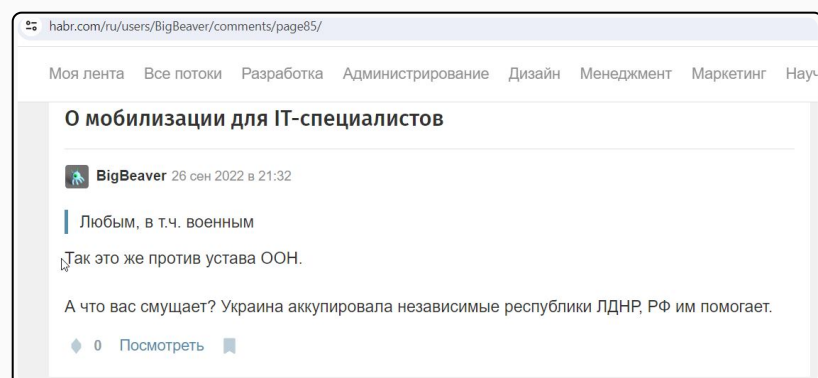 habr.com/ru/users/BigBeaver/comments/page85/
Моя лента Все потоки Разработка Администрирование Дизайн Менеджмент Маркетинг Науч
О мобилизации для IT-специалистов
BigBeaver 26 сен 2022 в 21:32
Любым, в т.ч. военным
Так это же против устава ООН.
А что вас смущает? Украина аккупировала независимые республики ЛДНР, РФ им помогает.
0 Посмотреть